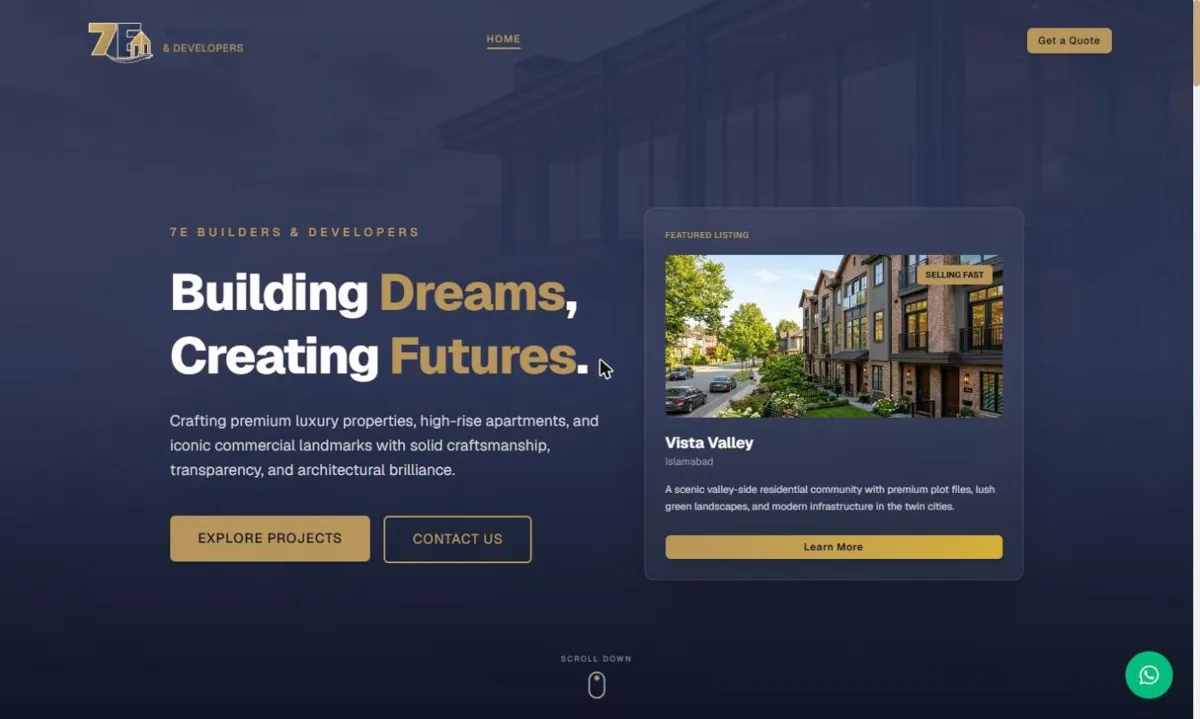 7E
& DEVELOPERS
HOME
Get a Quote
7E BUILDERS & DEVELOPERS
Building Dreams,
Creating Futures.
Crafting premium luxury properties, high-rise apartments, and
iconic commercial landmarks with solid craftsmanship,
transparency, and architectural brilliance.
EXPLORE PROJECTS
CONTACT US
FEATURED LISTING
SELLING FAST
Vista Valley
Islamabad
A scenic valley-side residential community with premium plot files, lush
green landscapes, and modern infrastructure in the twin cities.
Learn More
SCROLL DOWN